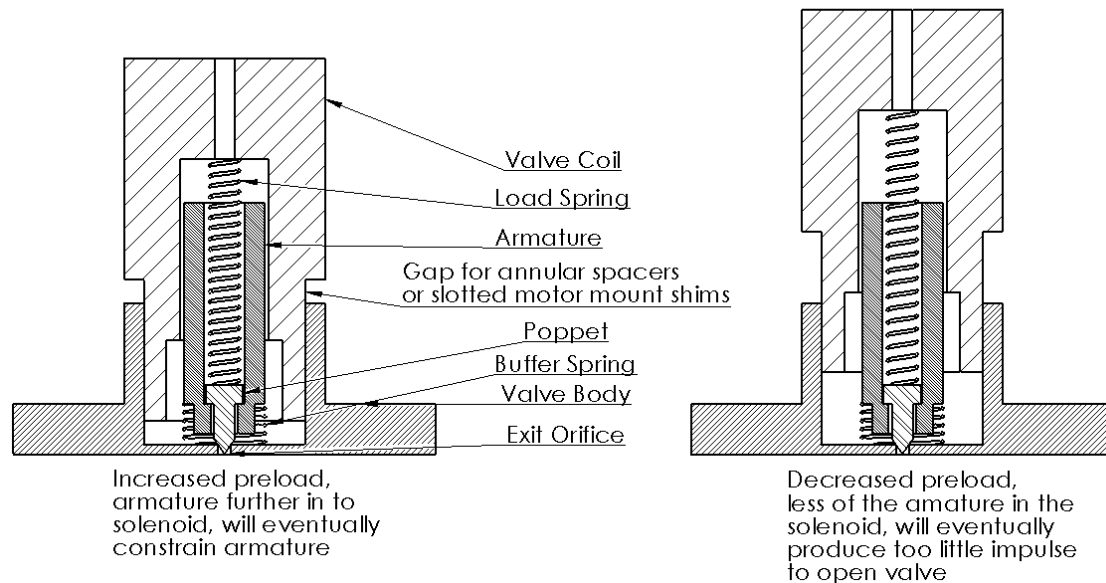 Valve Coil
Load Spring
Armature
Gap for annular spacers
or slotted motor mount shims
Poppet
Buffer Spring
Valve Body
Exit Orifice
Increased preload,
armature further in to
solenoid, will eventually
constrain armature
Decreased preload,
less of the amature in the
solenoid, will eventually
produce too little impulse
to open valve